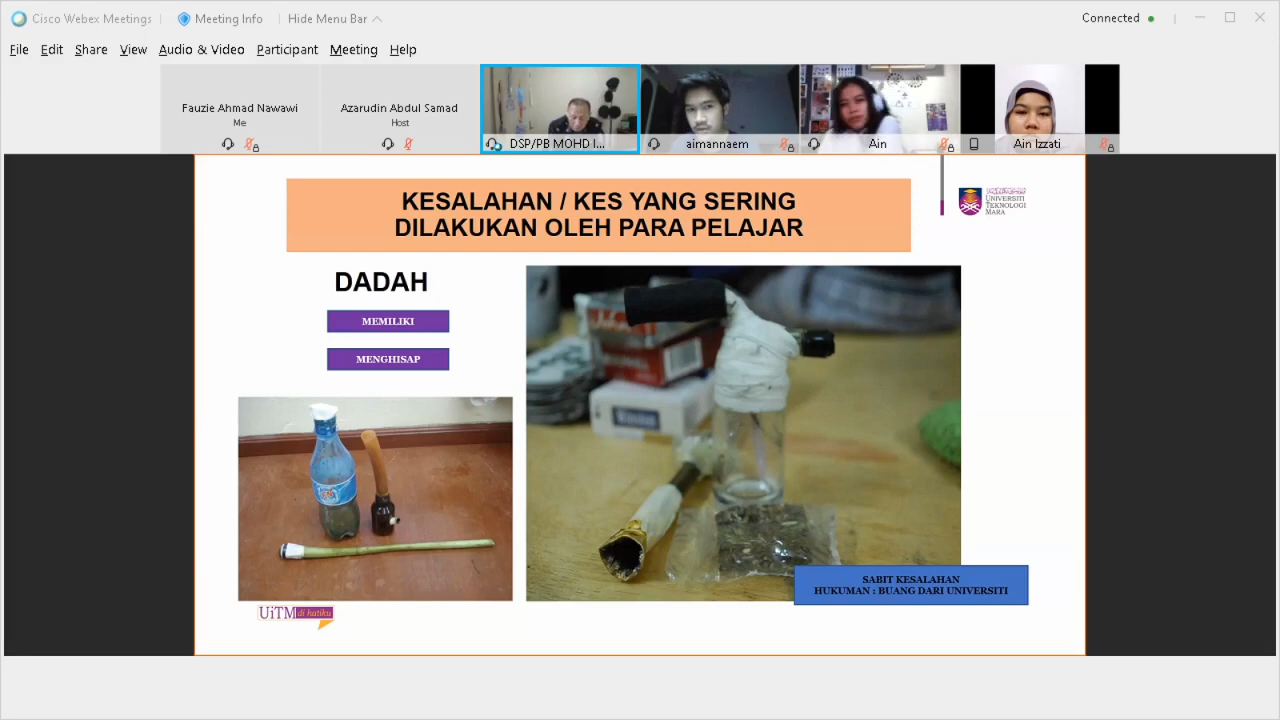 Cisco Webex Meetings
Meeting Info
Hide Menu Bar
Connected
File Edit Share View Audio & Video Participant Meeting Help
Fauzie Ahmad Nawawi
Me
Azarudin Abdul Samad
Host
DSP/PB MOHD I...
aimannaem
Ain
Ain Izzati
KESALAHAN / KES YANG SERING
DILAKUKAN OLEH PARA PELAJAR
UNIVERSITI
TEKNOLOGI
MARA
DADAH
MEMILIKI
MENGHISAP
SABIT KESALAHAN
HUKUMAN : BUANG DARI UNIVERSITI
UiTM di hatiku